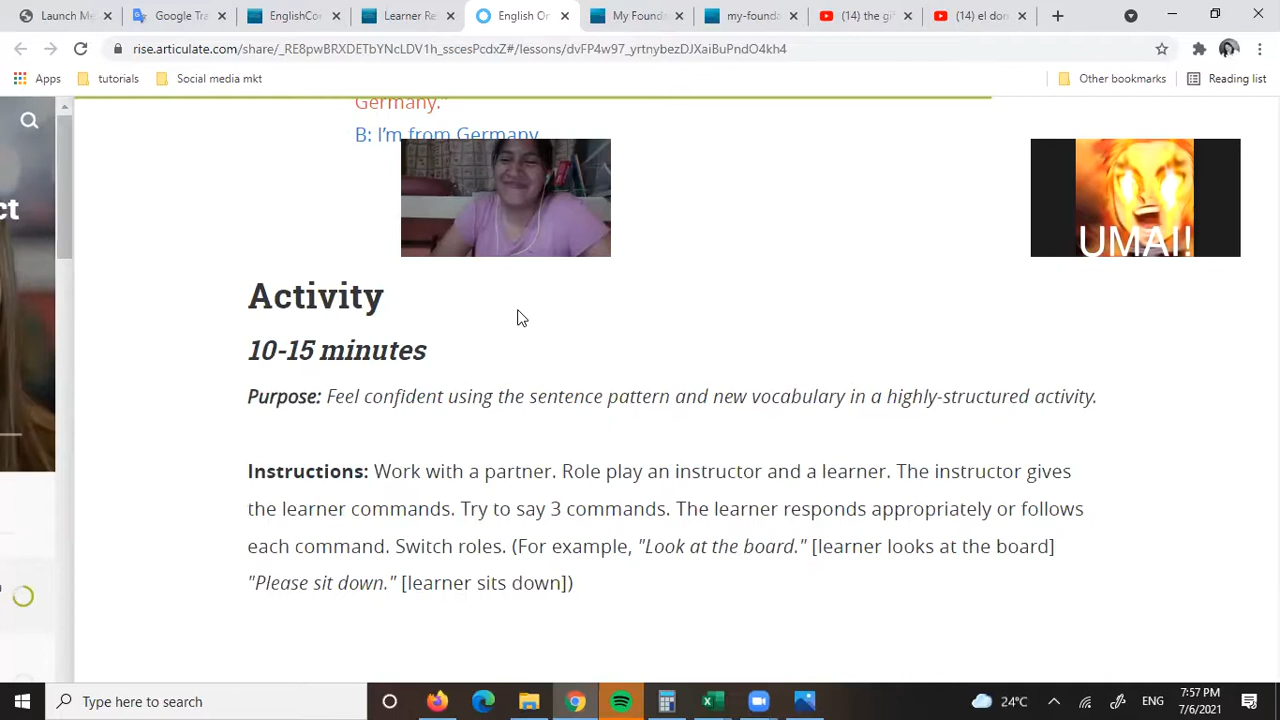 Launch Me
Google Tra
EnglishCon
Learner Re
English On
My Founda
my-founda
(14) the gi
(14) el don
rise.articulate.com/share/_RE8pwBRXDETbYNcLDV1h_sscesPcdxZ#/lessons/dvFP4w97_yrtnybezDJXaiBuPndO4kh4
Apps
tutorials
Social media mkt
Other bookmarks
Reading list
Germany."
B: I'm from Germany
ct
UMAI!
Activity
10-15 minutes
Purpose: Feel confident using the sentence pattern and new vocabulary in a highly-structured activity.
Instructions: Work with a partner. Role play an instructor and a learner. The instructor gives
the learner commands. Try to say 3 commands. The learner responds appropriately or follows
each command. Switch roles. (For example, "Look at the board." [learner looks at the board]
"Please sit down." [learner sits down])
Type here to search
24°C
ENG
7:57 PM
7/6/2021